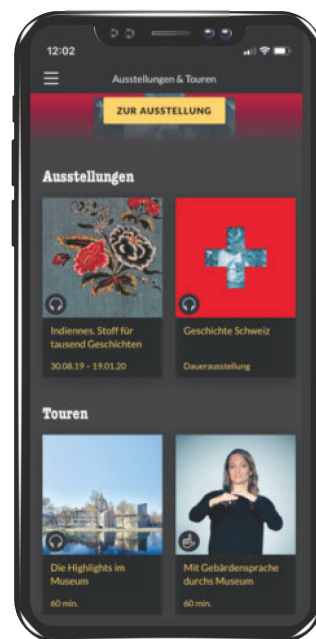 12:02
Ausstellungen & Touren
ZUR AUSSTELLUNG
Ausstellungen
Indiennes. Stoff für
tausend Geschichten
30.08.19 – 19.01.20
Geschichte Schweiz
Dauerausstellung
Touren
Die Highlights im
Museum
60 min.
Mit Gebärdensprache
durchs Museum
60 min.